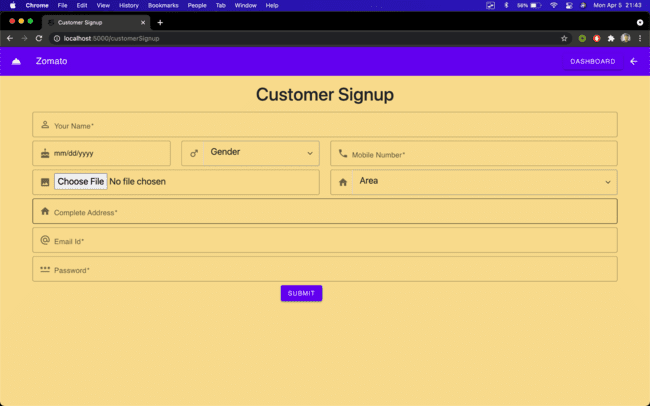 Chrome File Edit View History Bookmarks People Tab Window Help 56% Mon Apr 5 21:43
Customer Signup
localhost:5000/customerSignup
Zomato DASHBOARD
Customer Signup
Your Name*
mm/dd/yyyy Gender Mobile Number*
Choose File No file chosen Area
Complete Address*
Email Id*
Password*
SUBMIT